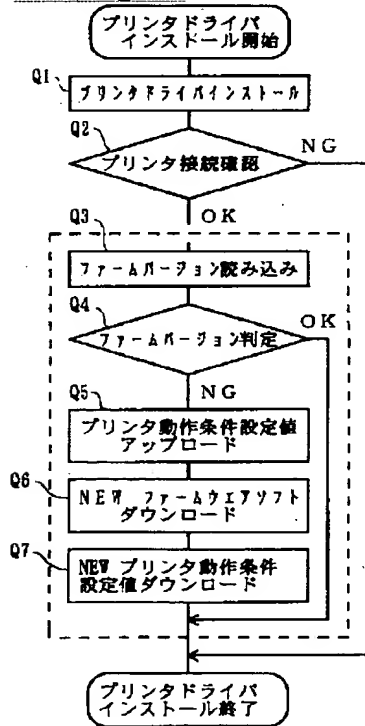 プリンタドライバ
インストール開始
Q1
プリンタドライバインストール
Q2
プリンタ接続確認
NG
OK
Q3
ファームバージョン読み込み
Q4
ファームバージョン判定
OK
NG
Q5
プリンタ動作条件設定値
アップロード
Q6
NEW ファームウエアソフト
ダウンロード
Q7
NEW プリンタ動作条件
設定値ダウンロード
プリンタドライバ
インストール終了